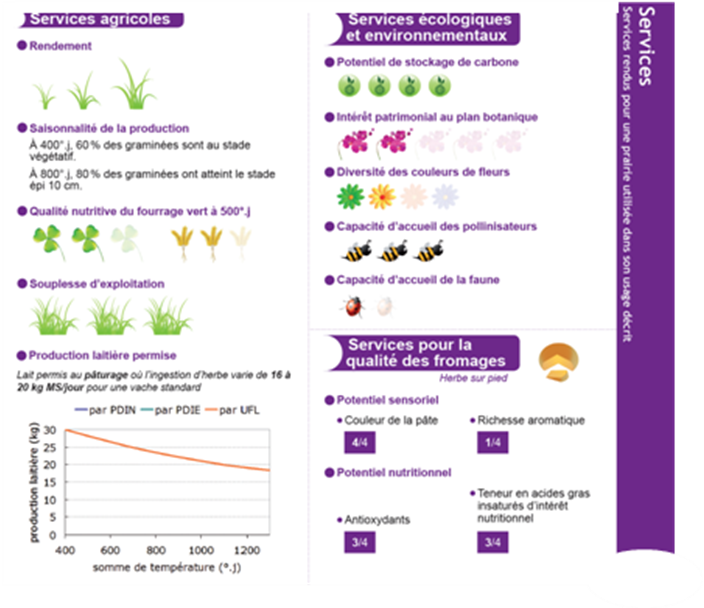 Services agricoles
Rendement
Saisonnalité de la production
À 400°.j, 60 % des graminées sont au stade
végétatif.
À 800°.j, 80 % des graminées ont atteint le stade
épi 10 cm.
Qualité nutritive du fourrage vert à 500°.j
Souplesse d'exploitation
Production laitière permise
Lait permis au pâturage où l'ingestion d'herbe varie de 16 à
20 kg MS/jour pour une vache standard
par PDIN par PDIE par UFL
production laitière (kg)
30
25
20
15
10
5
0
400 600 800 1000 1200
somme de température (°.j)
Services écologiques
et environnementaux
Potentiel de stockage de carbone
Intérêt patrimonial au plan botanique
Diversité des couleurs de fleurs
Capacité d'accueil des pollinisateurs
Capacité d'accueil de la faune
Services pour la
qualité des fromages
Herbe sur pied
Potentiel sensoriel
• Couleur de la pâte
4/4
• Richesse aromatique
1/4
Potentiel nutritionnel
• Antioxydants
3/4
• Teneur en acides gras
insaturés d'intérêt
nutritionnel
3/4
Services
Services rendus pour une prairie utilisée dans son usage décrit